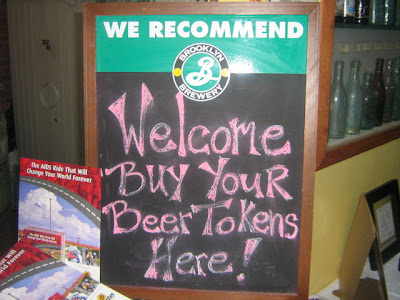 WE RECOMMEND
BROOKLYN
B
BREWERY
Welcome
Buy Your
Beer Tokens
Here!
The AIDS Ride That Will
Change Your World Forever